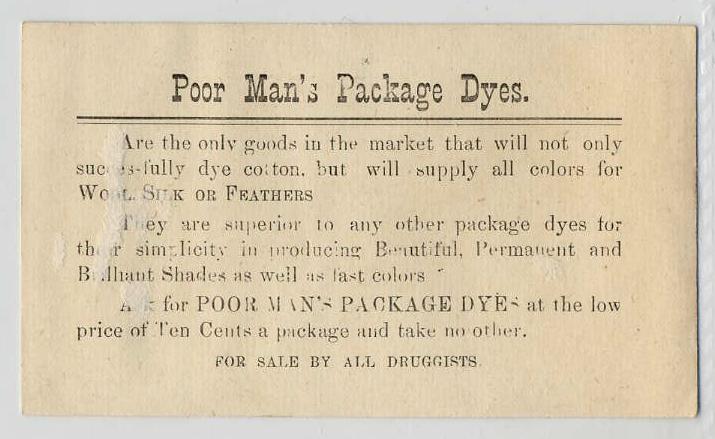 Poor Man's Package Dyes.
Are the only goods in the market that will not only
successfully dye cotton, but will supply all colors for
WOOL, SILK OR FEATHERS
They are superior to any other package dyes for
their simplicity in producing Beautiful, Permanent and
Brilliant Shades as well as fast colors
Ask for POOR MAN'S PACKAGE DYES at the low
price of Ten Cents a package and take no other.
FOR SALE BY ALL DRUGGISTS.